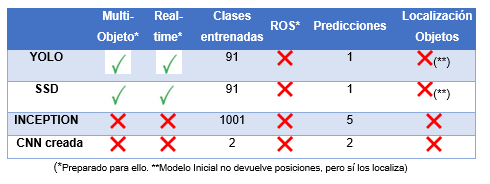 Multi-Objeto* Real-time* Clases entrenadas ROS* Predicciones Localización Objetos
YOLO 91 1 (**)
SSD 91 1 (**)
INCEPTION 1001 5
CNN creada 2 2
(*Preparado para ello. **Modelo Inicial no devuelve posiciones, pero sí los localiza)